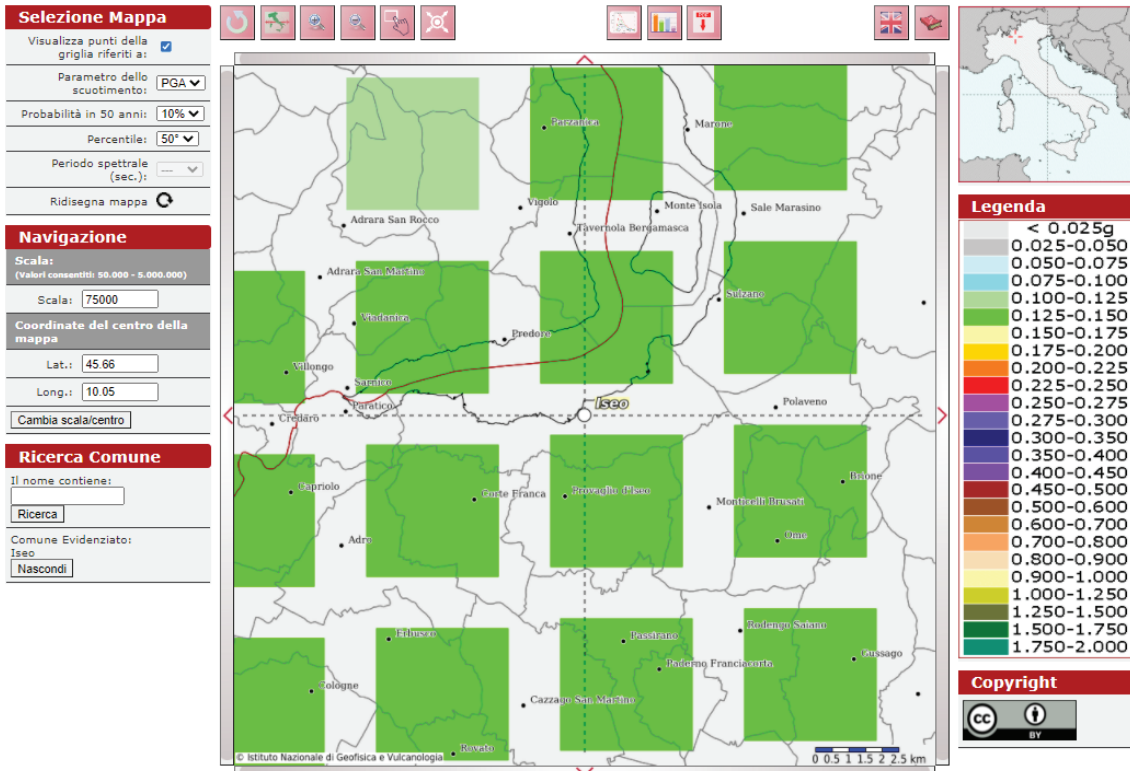 Selezione Mappa
Visualizza punti della
griglia riferiti a:
Parametro dello
scuotimento: PGA
Probabilità in 50 anni: 10%
Percentile: 50°
Periodo spettrale
(sec.): ---
Ridisegna mappa
Navigazione
Scala:
(Valori consentiti: 50.000 - 5.000.000)
Scala: 75000
Coordinate del centro della
mappa
Lat.: 45.66
Long.: 10.05
Cambia scala/centro
Ricerca Comune
Il nome contiene:
Ricerca
Comune Evidenziato:
Iseo
Nascondi
PDF
Parzanica
Marone
Vigolo
Monte Isola
Sale Marasino
Adrara San Rocco
Tavernola Bergamasca
Adrara San Martino
Sulzano
Viadanica
Predore
Villongo
Sarnico
Paratico
Iseo
Polaveno
Credaro
Brione
Capriolo
Corte Franca
Provaglio d'Iseo
Monticelli Brusati
Adro
Ome
Erbusco
Passirano
Rodengo Saiano
Gussago
Paderno Franciacorta
Cologne
Cazzago San Martino
Rovato
© Istituto Nazionale di Geofisica e Vulcanologia
0 0.5 1 1.5 2 2.5 km
Legenda
< 0.025g
0.025-0.050
0.050-0.075
0.075-0.100
0.100-0.125
0.125-0.150
0.150-0.175
0.175-0.200
0.200-0.225
0.225-0.250
0.250-0.275
0.275-0.300
0.300-0.350
0.350-0.400
0.400-0.450
0.450-0.500
0.500-0.600
0.600-0.700
0.700-0.800
0.800-0.900
0.900-1.000
1.000-1.250
1.250-1.500
1.500-1.750
1.750-2.000
Copyright
cc
BY